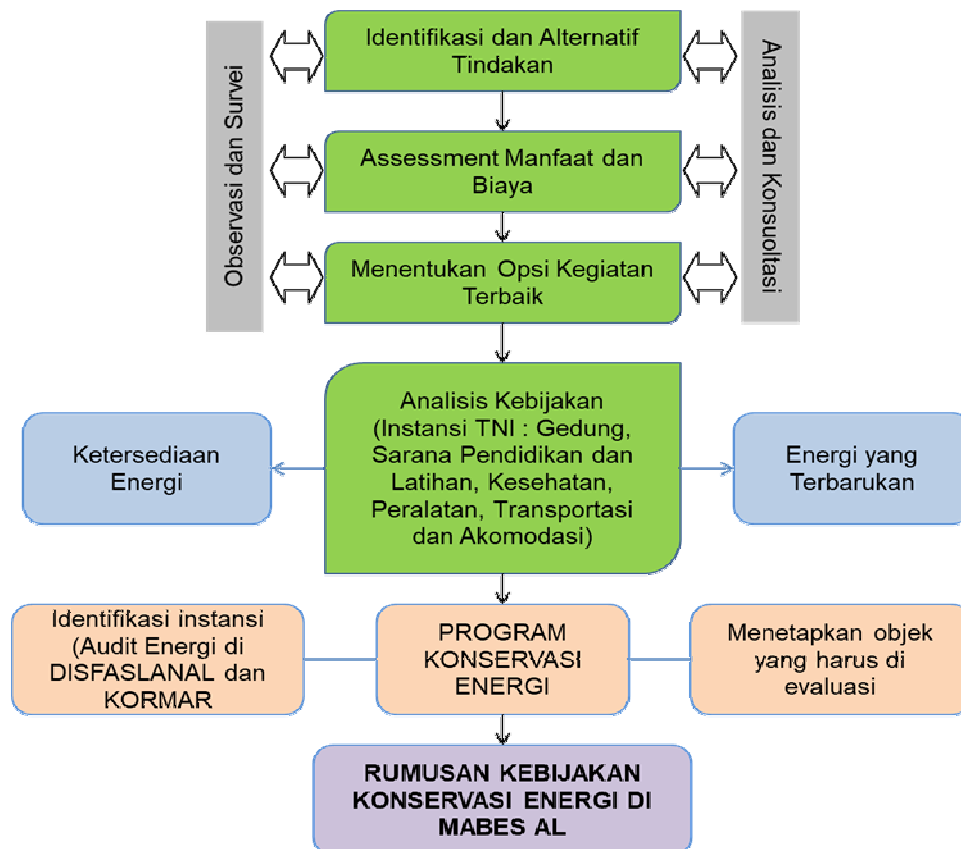 Observasi dan Survei
Identifikasi dan Alternatif
Tindakan
Analisis dan Konsuoltasi
Assessment Manfaat dan
Biaya
Menentukan Opsi Kegiatan
Terbaik
Analisis Kebijakan
(Instansi TNI : Gedung,
Sarana Pendidikan dan
Latihan, Kesehatan,
Peralatan, Transportasi
dan Akomodasi)
Ketersediaan
Energi
Energi yang
Terbarukan
Identifikasi instansi
(Audit Energi di
DISFASLANAL dan
KORMAR
PROGRAM
KONSERVASI
ENERGI
Menetapkan objek
yang harus di
evaluasi
RUMUSAN KEBIJAKAN
KONSERVASI ENERGI DI
MABES AL